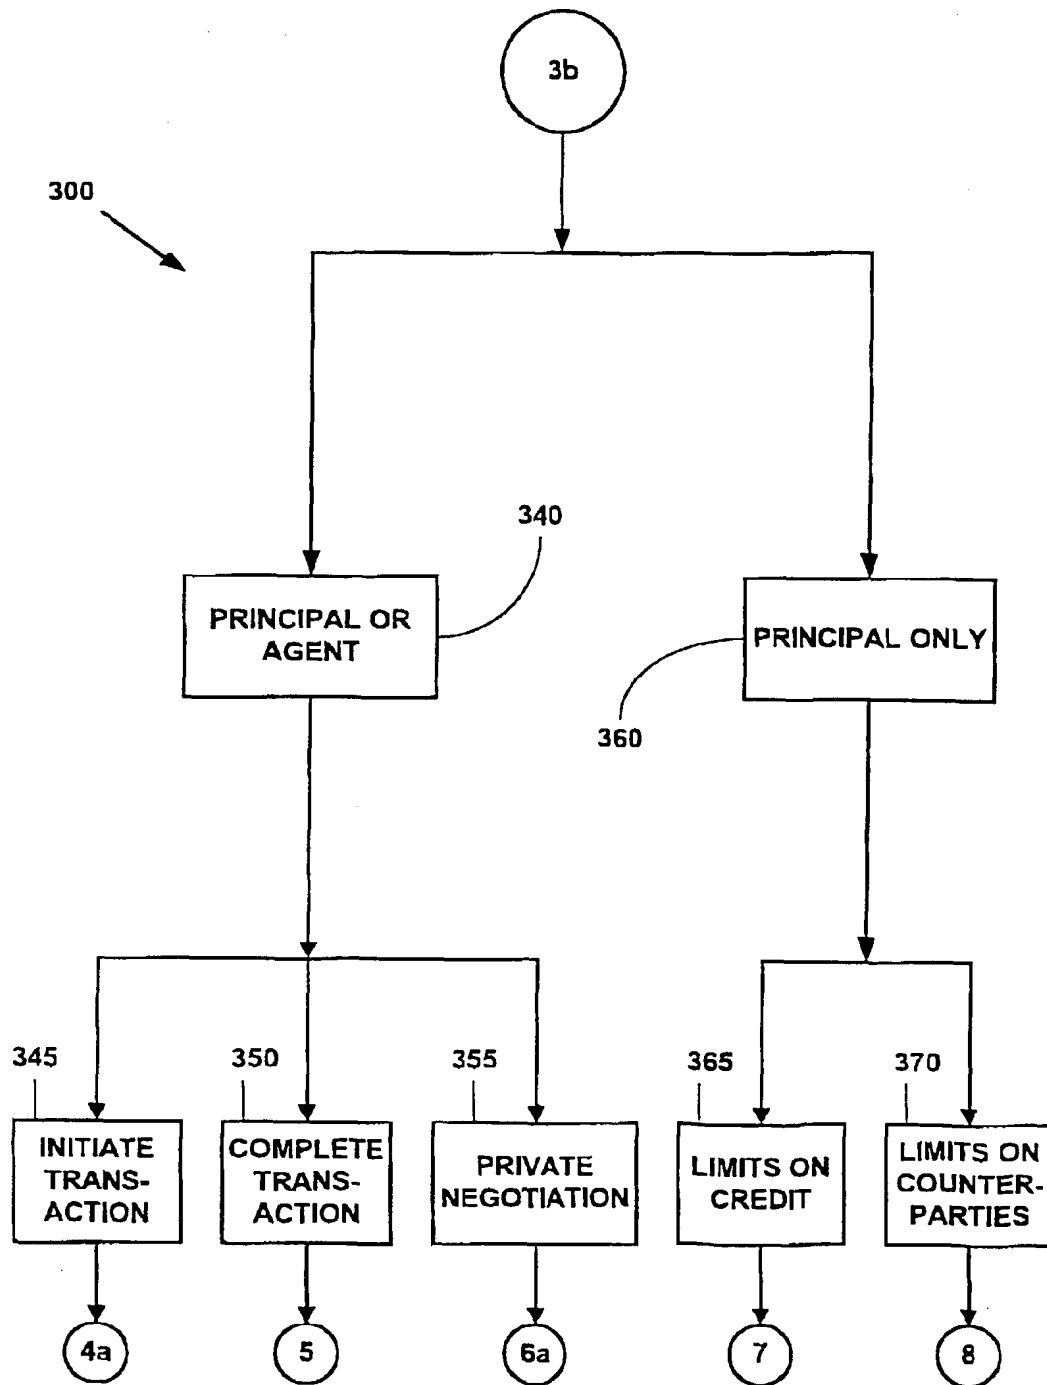 3b
300
340
PRINCIPAL OR
AGENT
PRINCIPAL ONLY
360
345
350
355
365
370
INITIATE
TRANS-
ACTION
COMPLETE
TRANS-
ACTION
PRIVATE
NEGOTIATION
LIMITS ON
CREDIT
LIMITS ON
COUNTER-
PARTIES
4a
5
6a
7
8